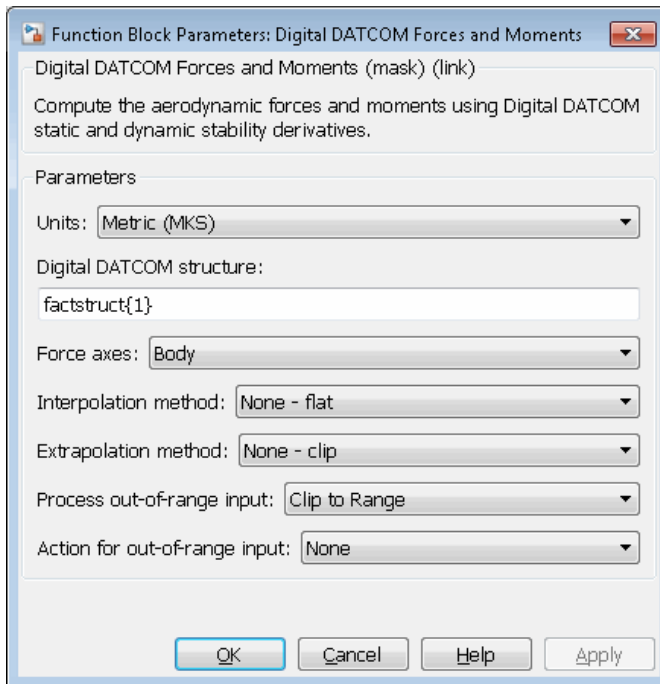 Function Block Parameters: Digital DATCOM Forces and Moments
Digital DATCOM Forces and Moments (mask) (link)
Compute the aerodynamic forces and moments using Digital DATCOM
static and dynamic stability derivatives.
Parameters
Units: Metric (MKS)
Digital DATCOM structure:
factstruct{1}
Force axes: Body
Interpolation method: None - flat
Extrapolation method: None - clip
Process out-of-range input: Clip to Range
Action for out-of-range input: None
OK Cancel Help Apply